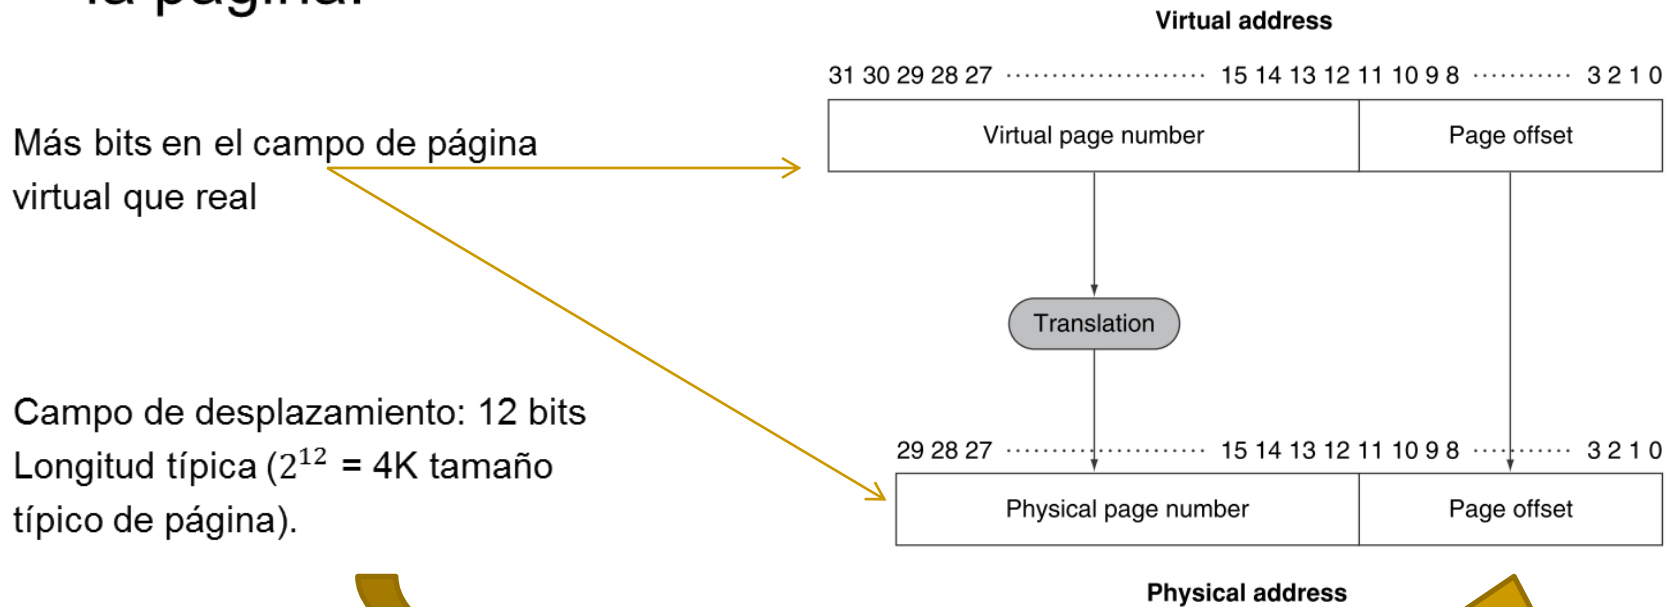 la página.
Más bits en el campo de página
virtual que real
Campo de desplazamiento: 12 bits
Longitud típica (2¹² = 4K tamaño
típico de página).
Virtual address
31 30 29 28 27 ····················· 15 14 13 12 11 10 9 8 ··········· 3 2 1 0
Virtual page number Page offset
Translation
29 28 27 ····················· 15 14 13 12 11 10 9 8 ··········· 3 2 1 0
Physical page number Page offset
Physical address